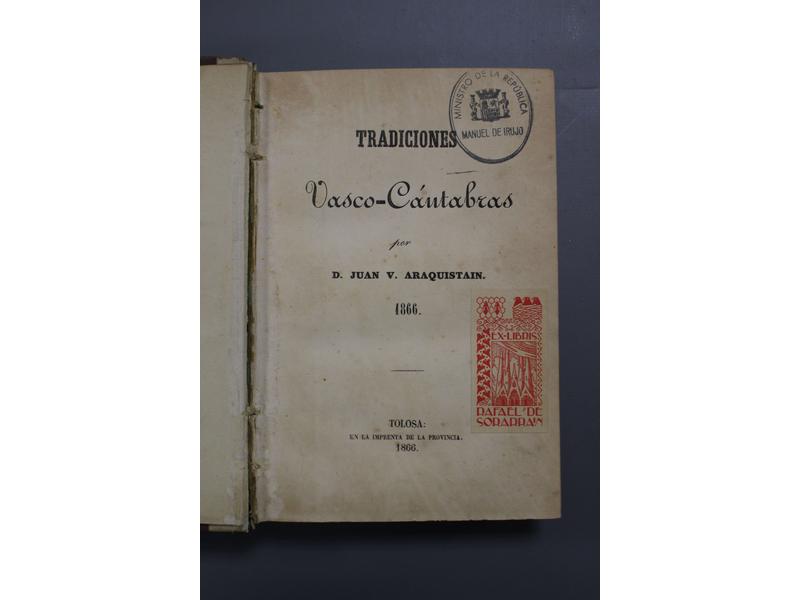 MINISTRO DE LA REPÚBLICA
MANUEL DE IRUJO
TRADICIONES
Vasco-Cántabras
por
D. JUAN V. ARAQUISTAIN.
1866.
EX-LIBRIS
RAFAEL DE
SORARRAIN
TOLOSA:
EN LA IMPRENTA DE LA PROVINCIA.
1866.